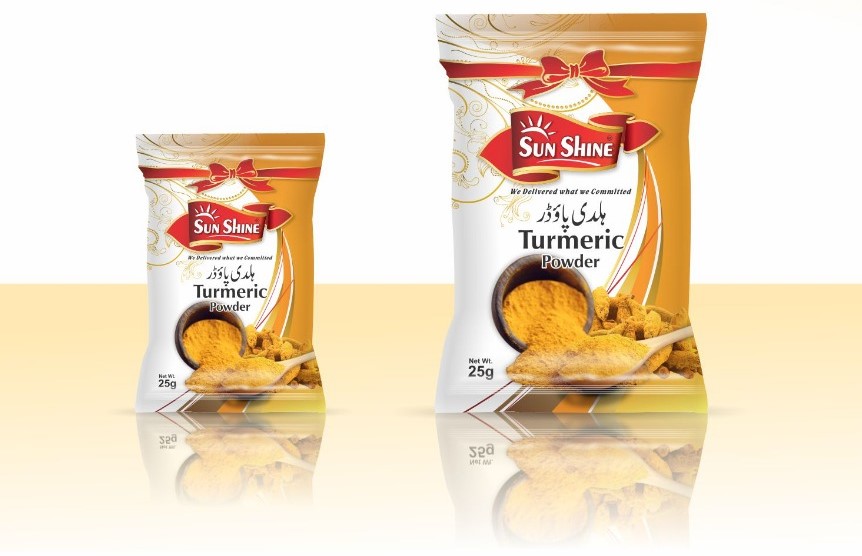 SUN SHINE
We Delivered what we Committed
ہلدی پاؤڈر
Turmeric
Powder
Net Wt.
25g
SUN SHINE
®
We Delivered what we Committed
ہلدی پاؤڈر
Turmeric
Powder
Net Wt.
25g